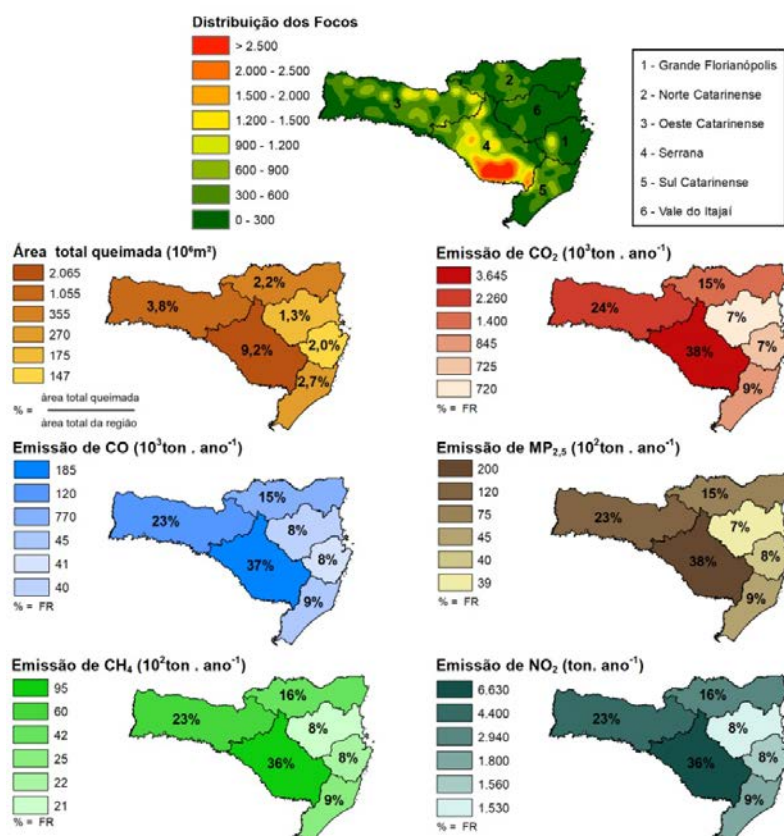 Distribuição dos Focos
> 2.500
2.000 - 2.500
1.500 - 2.000
1.200 - 1.500
900 - 1.200
600 - 900
300 - 600
0 - 300
2
3
6
4
1
5
1 - Grande Florianópolis
2 - Norte Catarinense
3 - Oeste Catarinense
4 - Serrana
5 - Sul Catarinense
6 - Vale do Itajaí
Área total queimada (10⁶m²)
2.065
1.055
355
270
175
147
% = área total queimada
área total da região
2,2%
3,8%
1,3%
9,2%
2,0%
2,7%
Emissão de CO₂ (10³ton . ano⁻¹)
3.645
2.260
1.400
845
725
720
% = FR
15%
24%
7%
38%
7%
9%
Emissão de CO (10³ton . ano⁻¹)
185
120
770
45
41
40
% = FR
15%
23%
8%
37%
8%
9%
Emissão de MP₂,₅ (10²ton . ano⁻¹)
200
120
75
45
40
39
% = FR
15%
23%
7%
38%
8%
9%
Emissão de CH₄ (10²ton . ano⁻¹)
95
60
42
25
22
21
% = FR
16%
23%
8%
36%
8%
9%
Emissão de NO₂ (ton. ano⁻¹)
6.630
4.400
2.940
1.800
1.560
1.530
% = FR
16%
23%
8%
36%
8%
9%